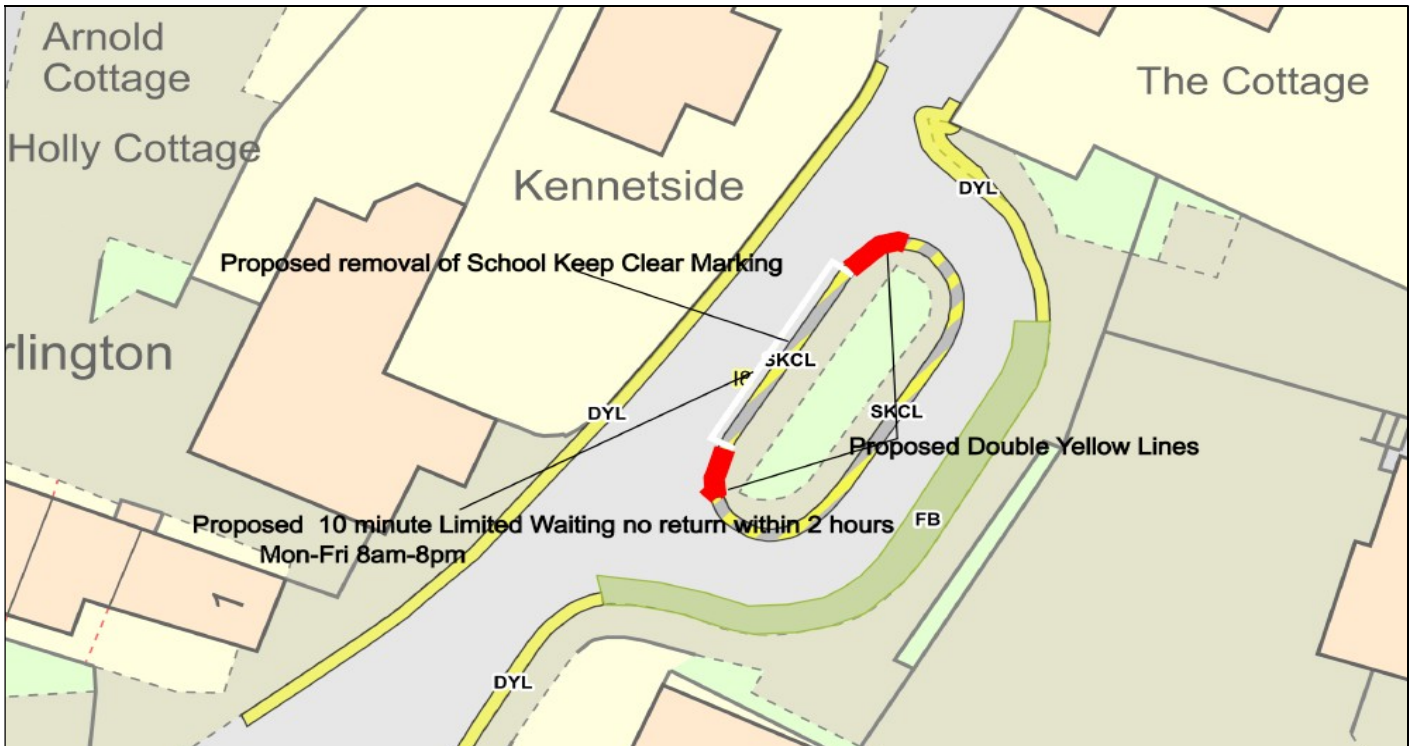 Arnold
Cottage
Holly Cottage
The Cottage
Kennetside
DYL
Proposed removal of School Keep Clear Marking
rlington
SKCL
DYL
SKCL
Proposed Double Yellow Lines
Proposed 10 minute Limited Waiting no return within 2 hours
Mon-Fri 8am-8pm
FB
1
DYL